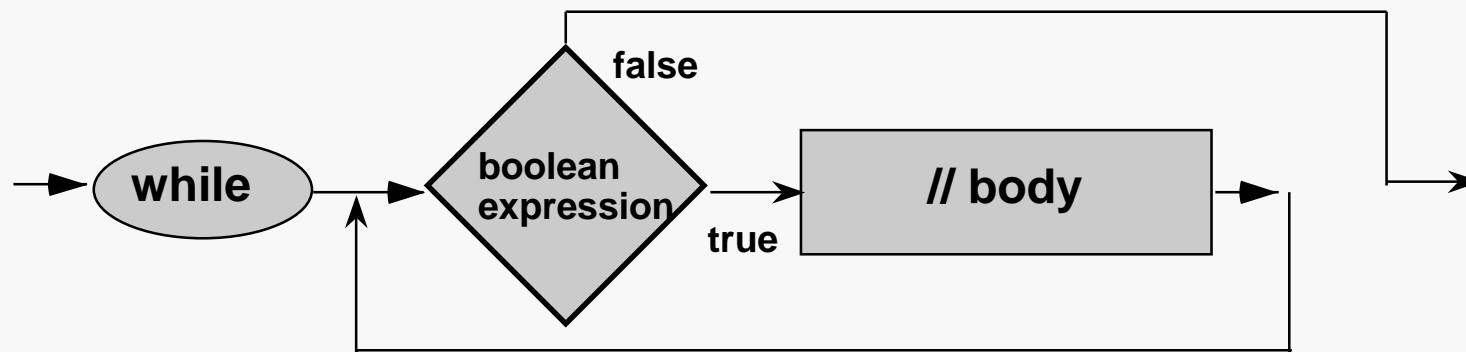 false
while
boolean
expression
// body
true